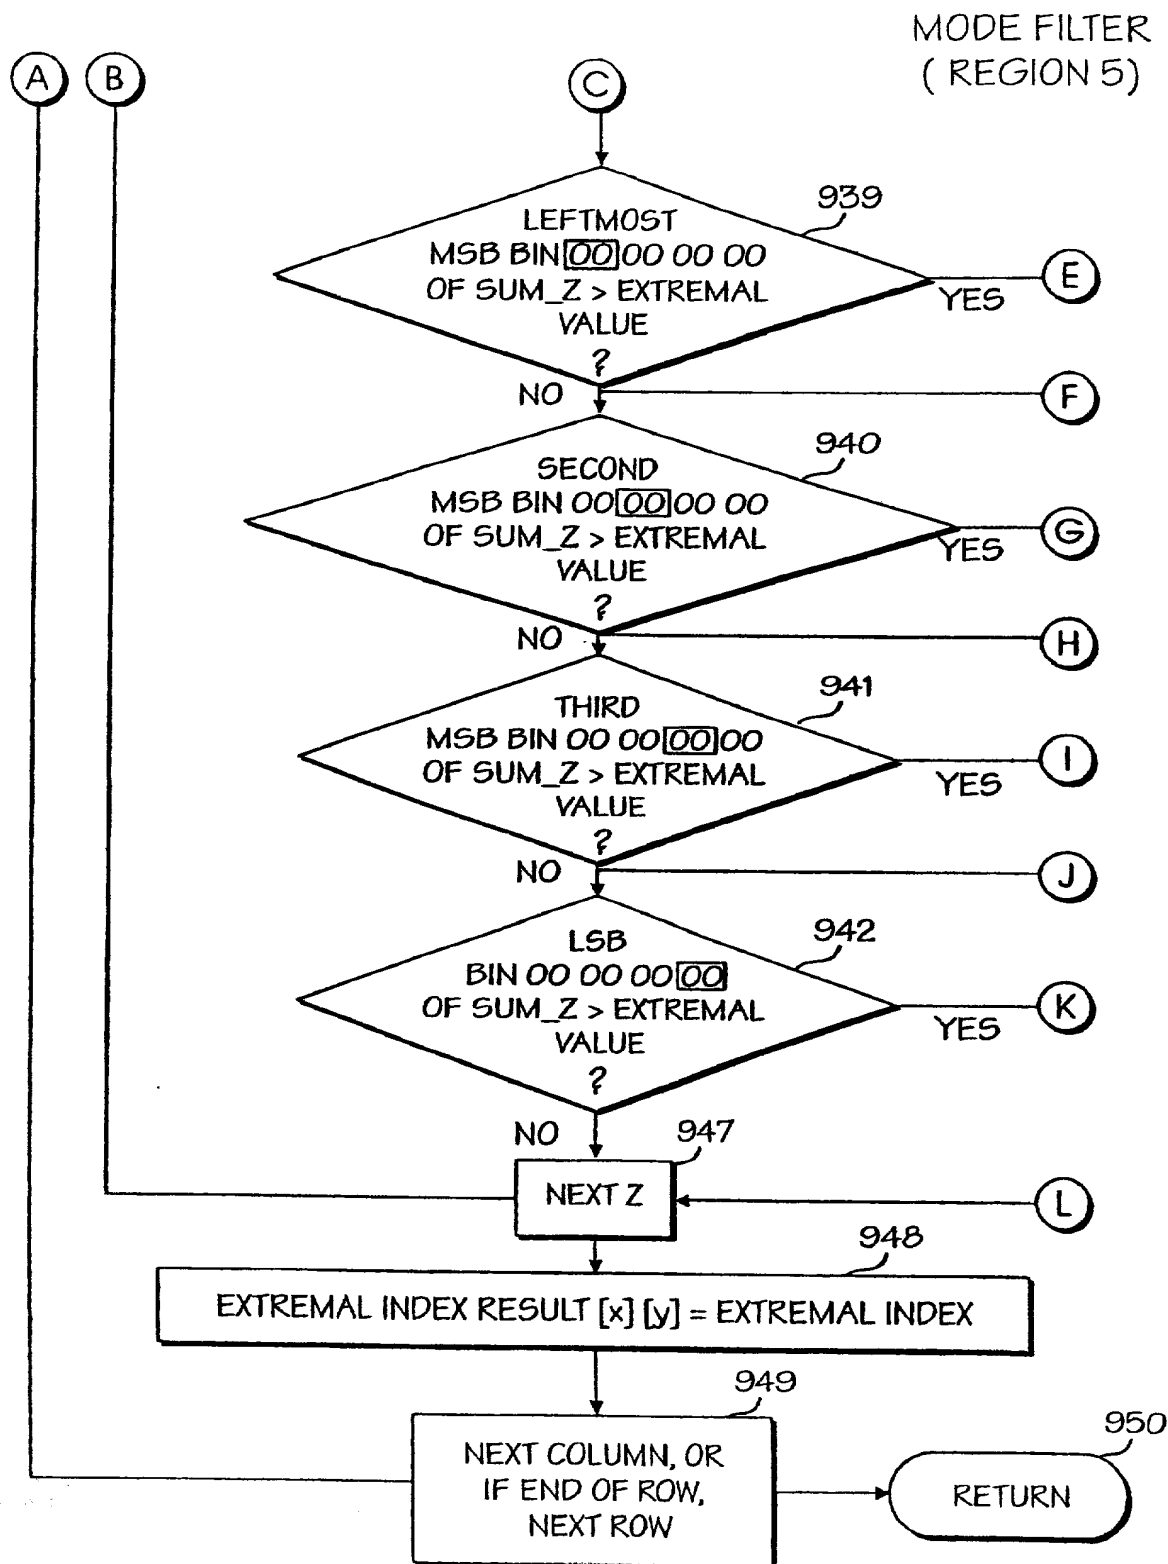 MODE FILTER
( REGION 5)
A
B
C
939
LEFTMOST
MSB BIN 00 00 00 00
OF SUM_Z > EXTREMAL
VALUE
?
YES
E
NO
F
940
SECOND
MSB BIN 00 00 00 00
OF SUM_Z > EXTREMAL
VALUE
?
YES
G
NO
H
941
THIRD
MSB BIN 00 00 00 00
OF SUM_Z > EXTREMAL
VALUE
?
YES
I
NO
J
942
LSB
BIN 00 00 00 00
OF SUM_Z > EXTREMAL
VALUE
?
YES
K
NO
947
NEXT Z
L
948
EXTREMAL INDEX RESULT [x] [y] = EXTREMAL INDEX
949
NEXT COLUMN, OR
IF END OF ROW,
NEXT ROW
950
RETURN